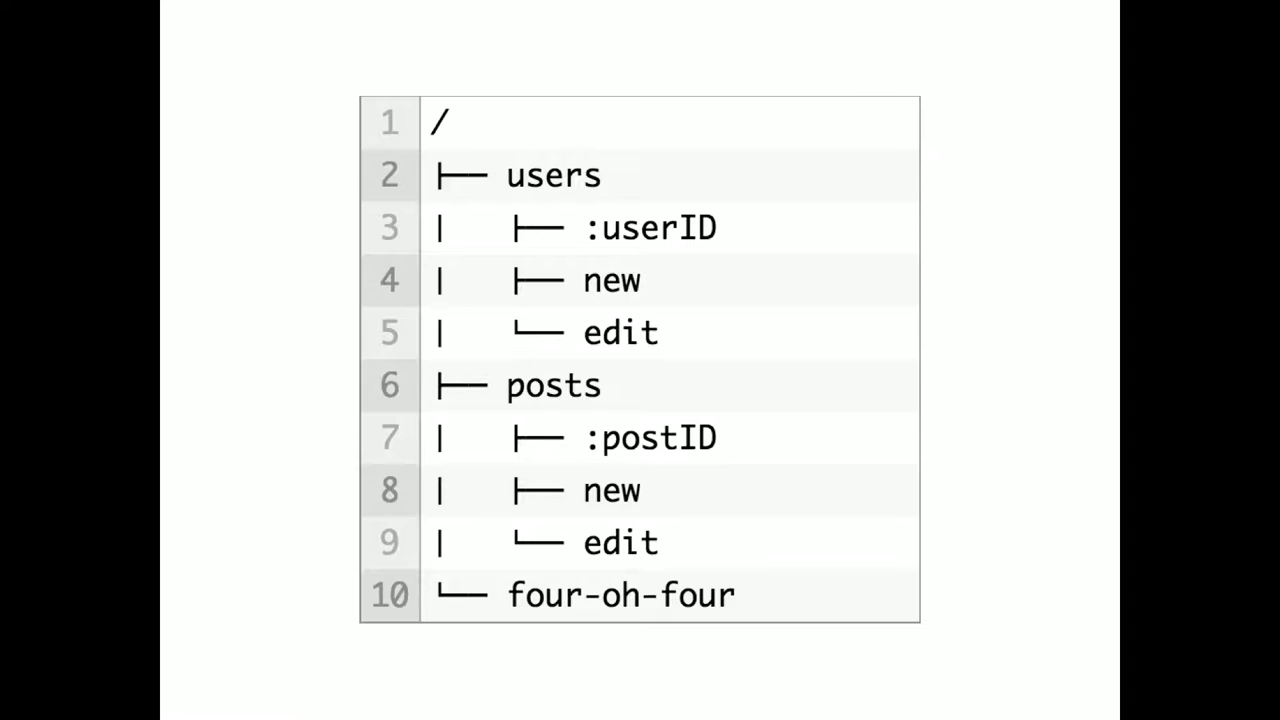 1 /
2 ├── users
3 |   ├── :userID
4 |   ├── new
5 |   └── edit
6 ├── posts
7 |   ├── :postID
8 |   ├── new
9 |   └── edit
10 └── four-oh-four